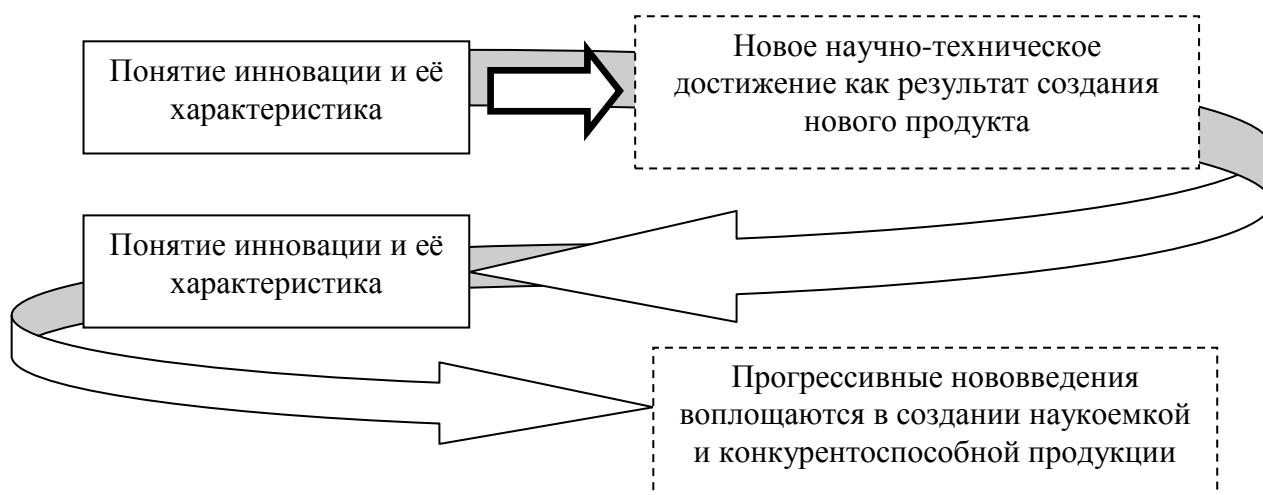 Понятие инновации и её
характеристика
Новое научно-техническое
достижение как результат создания
нового продукта
Понятие инновации и её
характеристика
Прогрессивные нововведения
воплощаются в создании наукоемкой
и конкурентоспособной продукции